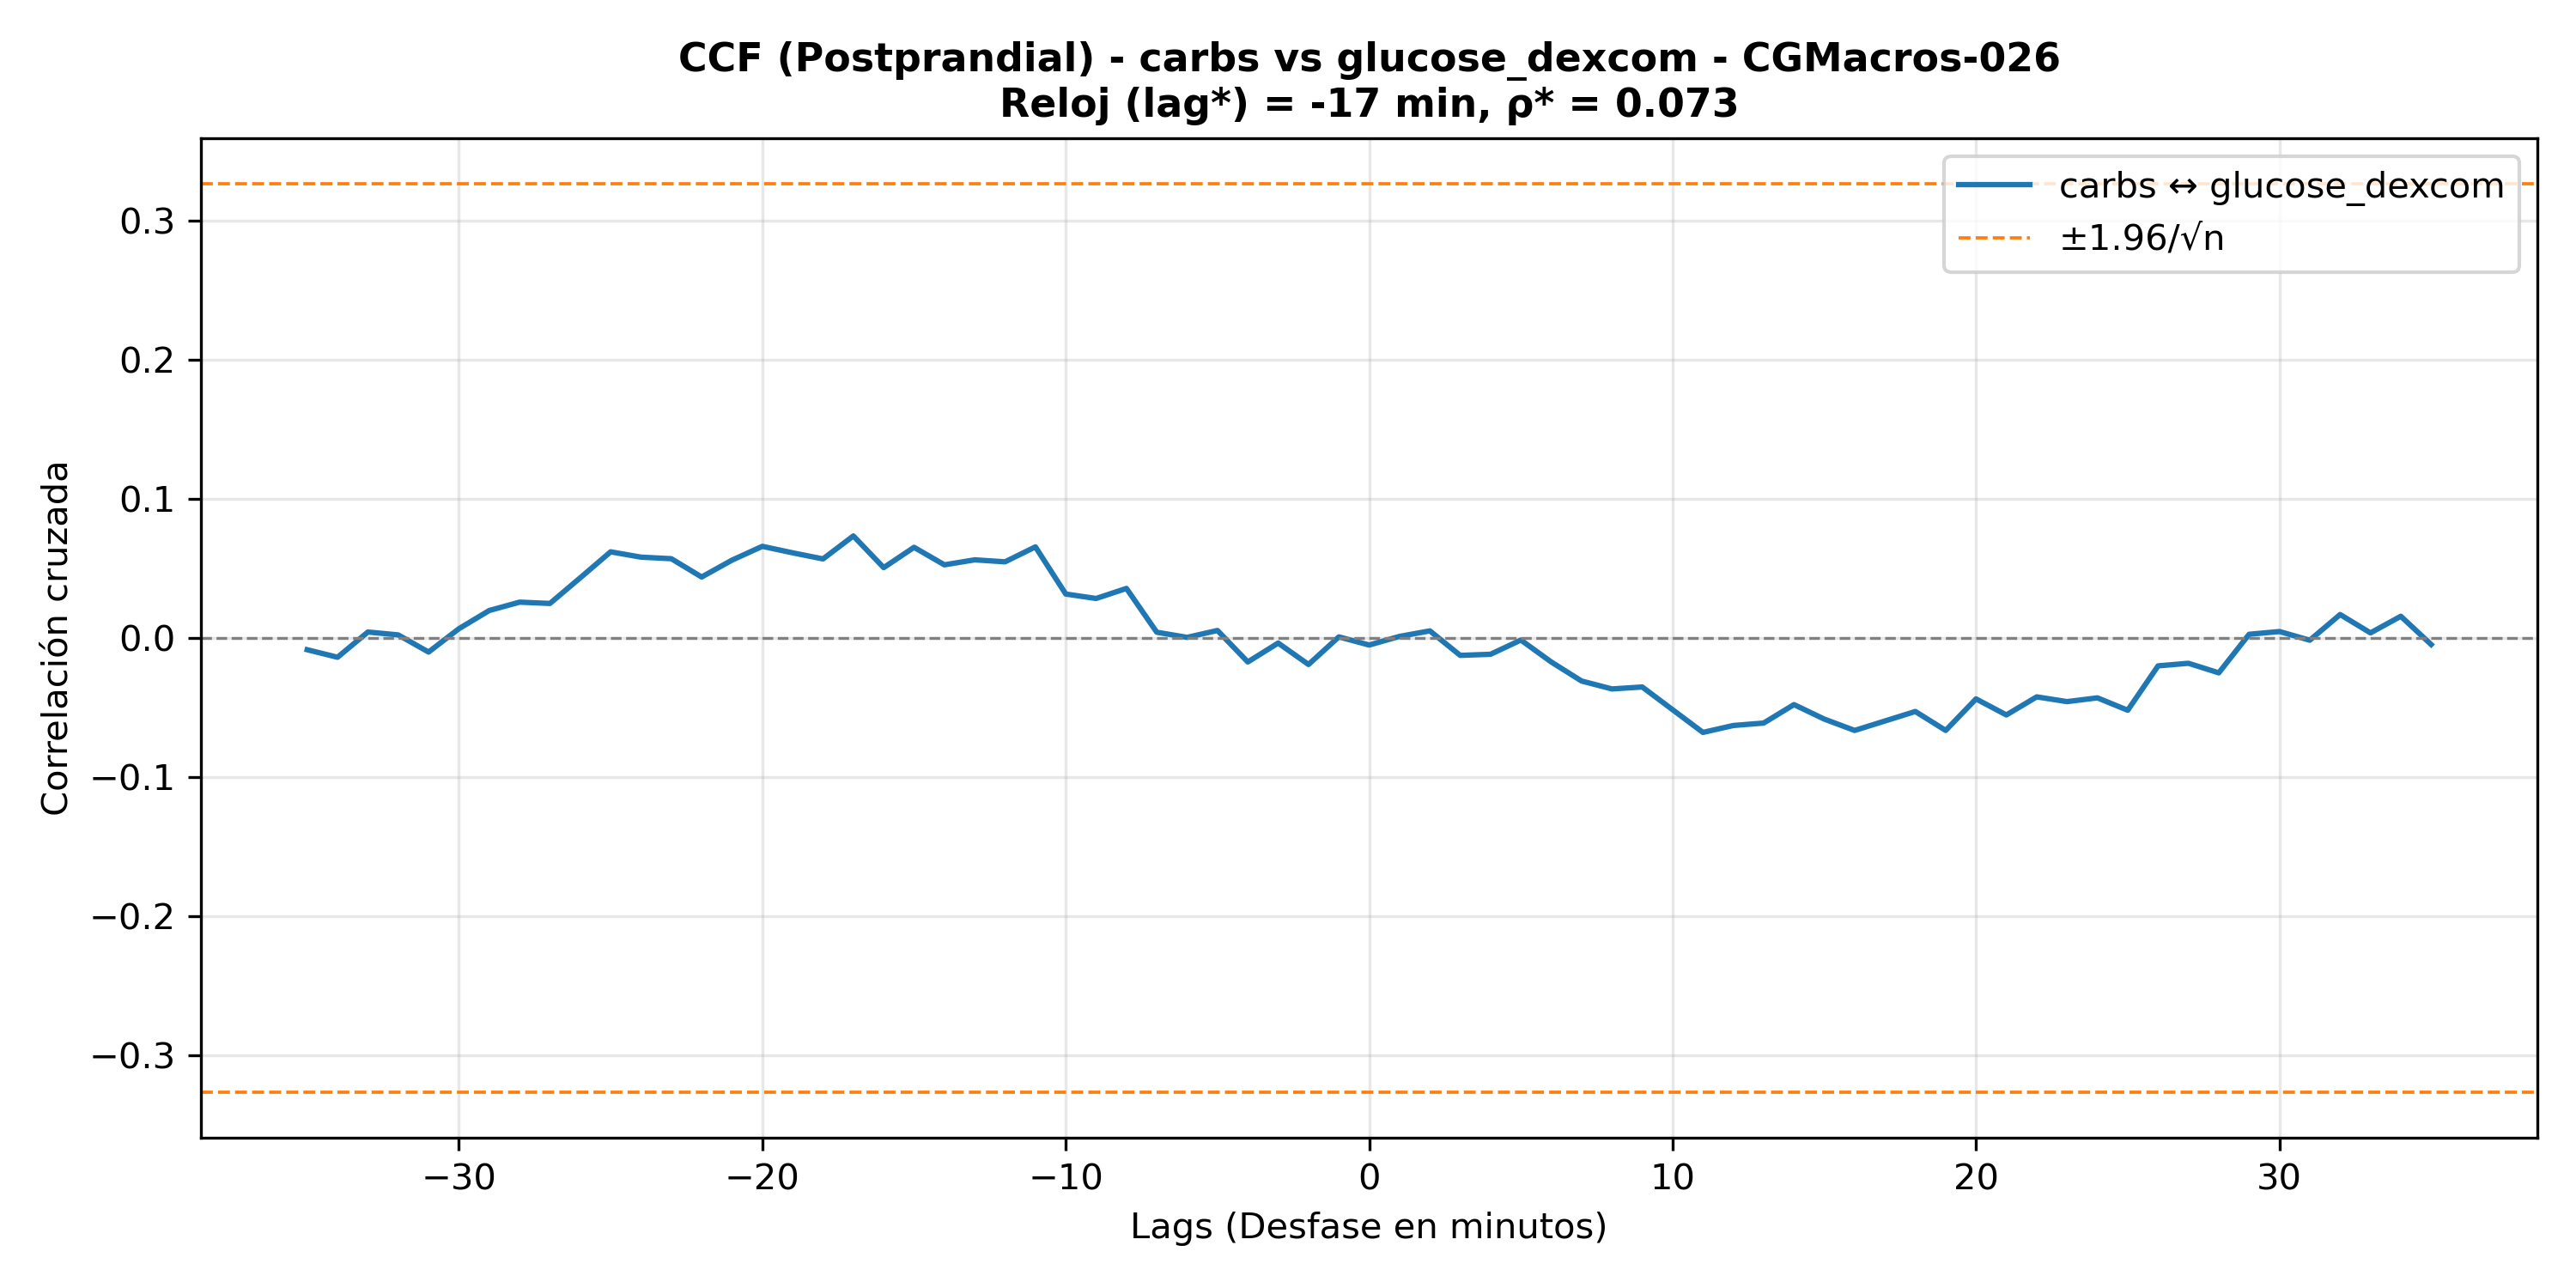 CCF (Postprandial) - carbs vs glucose_dexcom - CGMacros-026
Reloj (lag*) = -17 min, ρ* = 0.073
carbs ↔ glucose_dexcom
±1.96/√n
Correlación cruzada
0.3
0.2
0.1
0.0
−0.1
−0.2
−0.3
−30 −20 −10 0 10 20 30
Lags (Desfase en minutos)